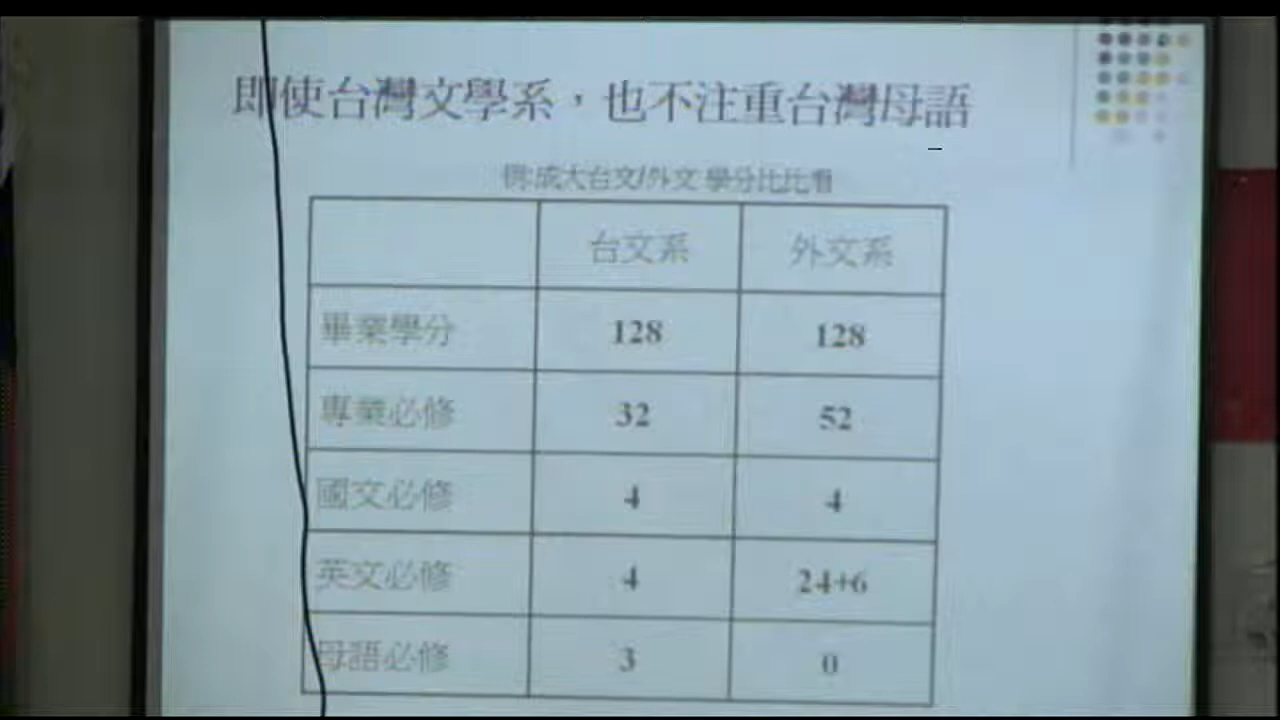 即使台灣文學系，也不注重台灣母語
例:成大台文/外文 學分比比看
台文系 外文系
畢業學分 128 128
專業必修 32 52
國文必修 4 4
英文必修 4 24+6
母語必修 3 0